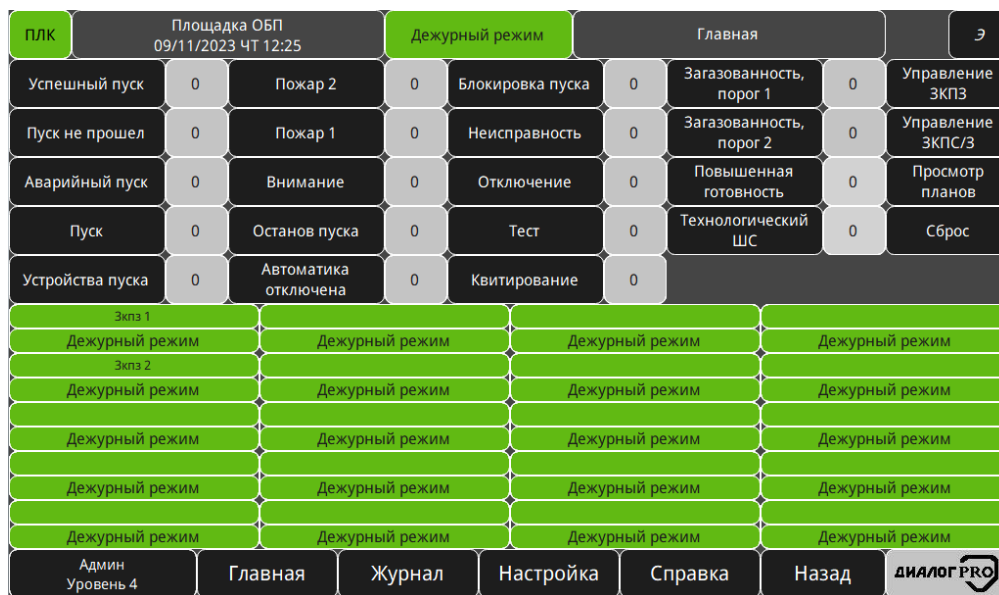 ПЛК
Площадка ОБП
09/11/2023 ЧТ 12:25
Дежурный режим
Главная
Э
Успешный пуск 0 Пожар 2 0 Блокировка пуска 0 Загазованность, порог 1 0 Управление ЗКПЗ
Пуск не прошел 0 Пожар 1 0 Неисправность 0 Загазованность, порог 2 0 Управление ЗКПС/З
Аварийный пуск 0 Внимание 0 Отключение 0 Повышенная готовность 0 Просмотр планов
Пуск 0 Останов пуска 0 Тест 0 Технологический ШС 0 Сброс
Устройства пуска 0 Автоматика отключена 0 Квитирование 0
Зкпз 1
Дежурный режим Дежурный режим Дежурный режим Дежурный режим
Зкпз 2
Дежурный режим Дежурный режим Дежурный режим Дежурный режим
Дежурный режим Дежурный режим Дежурный режим Дежурный режим
Дежурный режим Дежурный режим Дежурный режим Дежурный режим
Дежурный режим Дежурный режим Дежурный режим Дежурный режим
Админ
Уровень 4
Главная Журнал Настройка Справка Назад ДИАЛОГ PRO